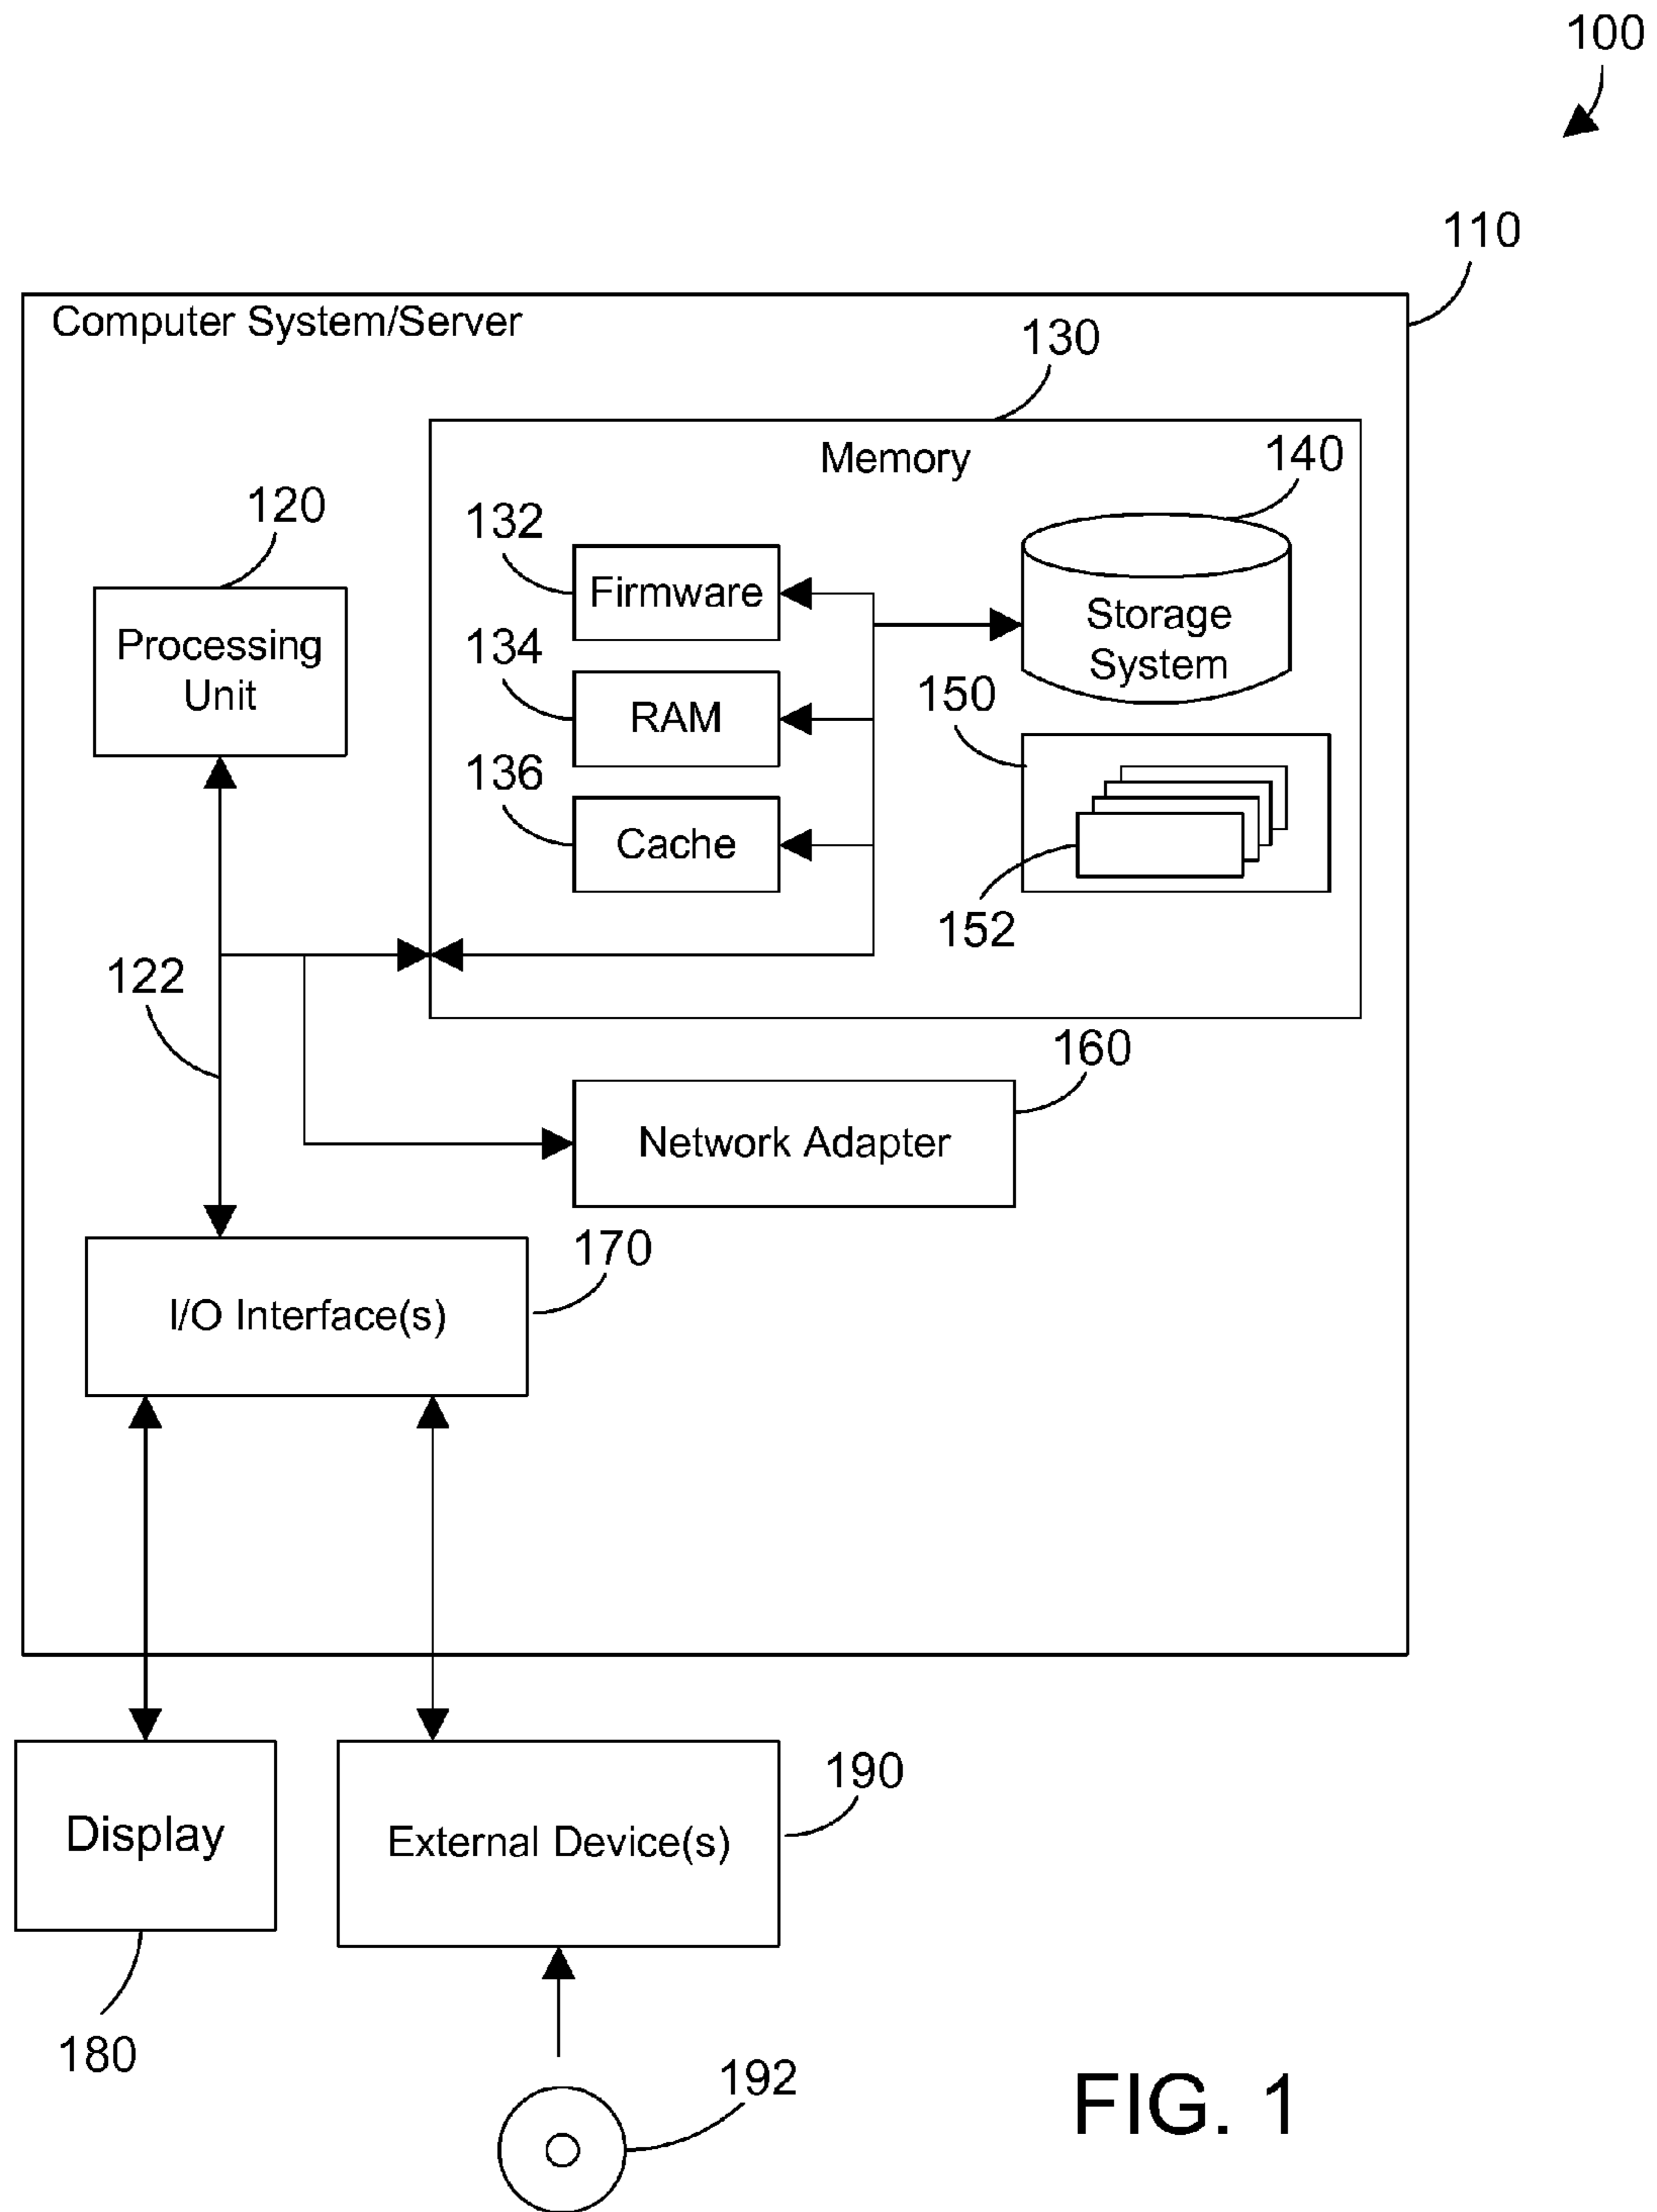 100
110
Computer System/Server
130
Memory
140
120
132
Firmware
Storage
System
Processing
Unit
134
RAM
150
136
Cache
152
122
160
Network Adapter
170
I/O Interface(s)
190
Display
External Device(s)
180
192
FIG. 1